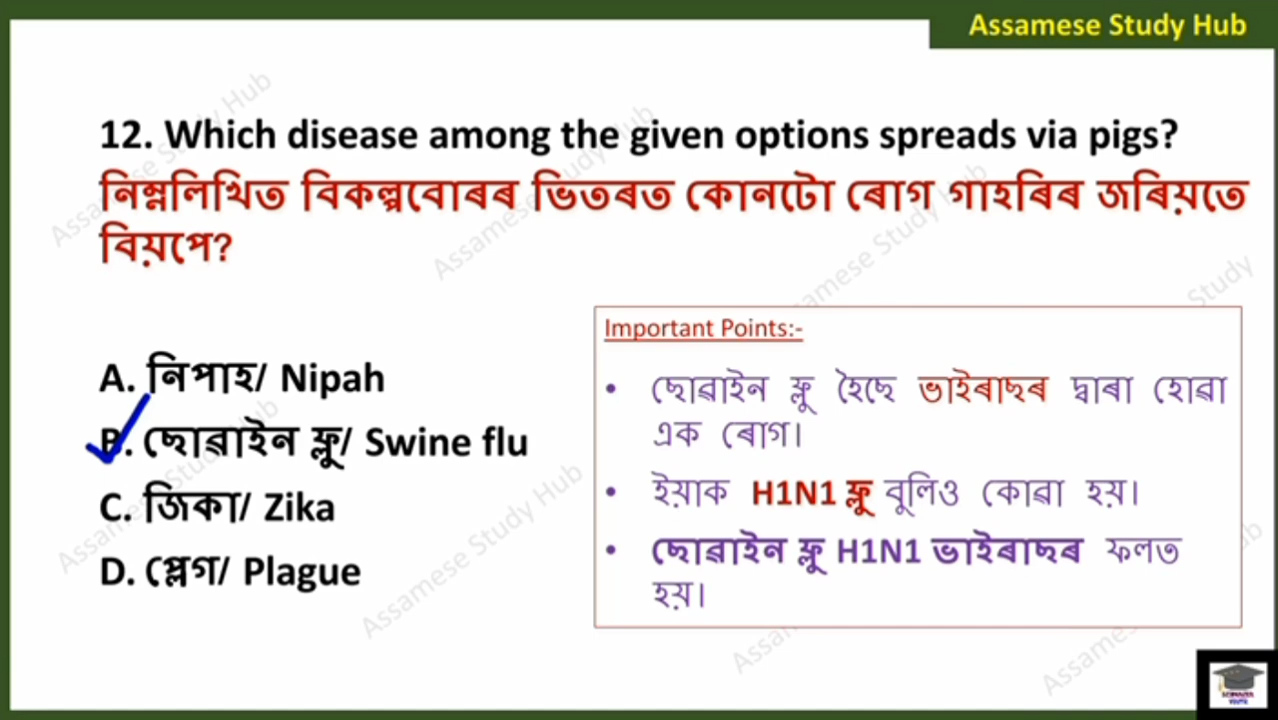 Assamese Study Hub
12. Which disease among the given options spreads via pigs?
নিম্নলিখিত বিকল্পবোৰৰ ভিতৰত কোনটো ৰোগ গাহৰিৰ জৰিয়তে
বিয়পে?
A. নিপাহ/ Nipah
B. ছোৱাইন ফ্লু/ Swine flu
C. জিকা/ Zika
D. প্লেগ/ Plague
Important Points:-
• ছোৱাইন ফ্লু হৈছে ভাইৰাছৰ দ্বাৰা হোৱা
এক ৰোগ।
• ইয়াক H1N1 ফ্লু বুলিও কোৱা হয়।
• ছোৱাইন ফ্লু H1N1 ভাইৰাছৰ ফলত
হয়।